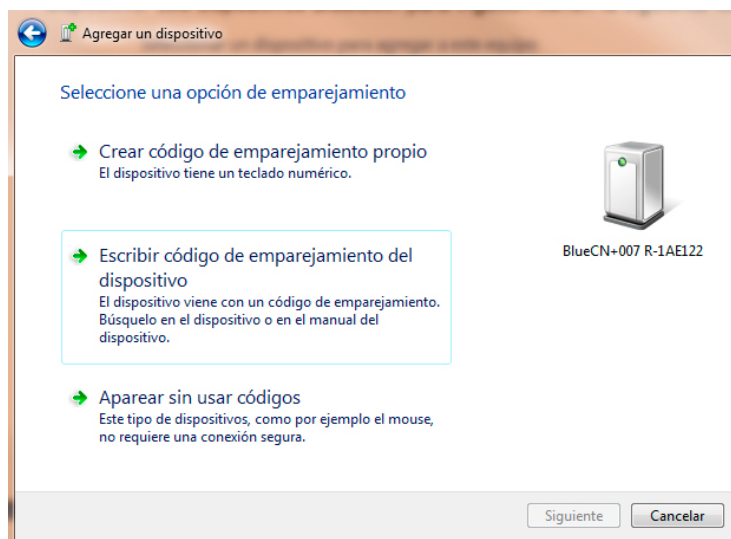 Agregar un dispositivo
Seleccione una opción de emparejamiento
Crear código de emparejamiento propio
El dispositivo tiene un teclado numérico.
Escribir código de emparejamiento del
dispositivo
El dispositivo viene con un código de emparejamiento.
Búsquelo en el dispositivo o en el manual del
dispositivo.
Aparear sin usar códigos
Este tipo de dispositivos, como por ejemplo el mouse,
no requiere una conexión segura.
BlueCN+007 R-1AE122
Siguiente
Cancelar